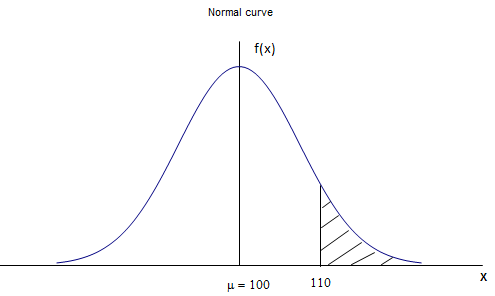 Normal curve
f(x)
x
μ = 100
110